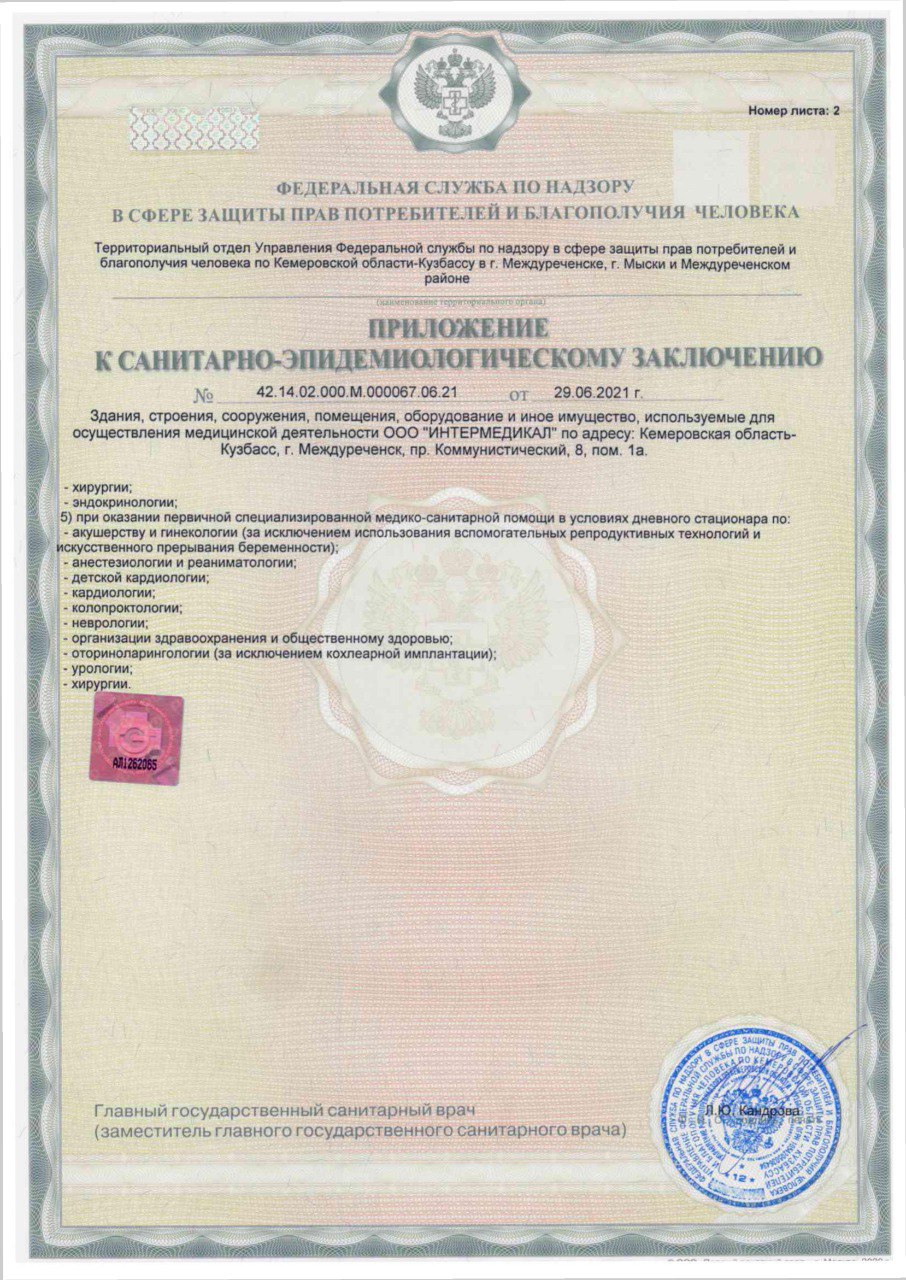 Номер листа: 2
ФЕДЕРАЛЬНАЯ СЛУЖБА ПО НАДЗОРУ
В СФЕРЕ ЗАЩИТЫ ПРАВ ПОТРЕБИТЕЛЕЙ И БЛАГОПОЛУЧИЯ ЧЕЛОВЕКА
Территориальный отдел Управления Федеральной службы по надзору в сфере защиты прав потребителей и
благополучия человека по Кемеровской области-Кузбассу в г. Междуреченске, г. Мыски и Междуреченском
районе
(наименование территориального органа)
ПРИЛОЖЕНИЕ
К САНИТАРНО-ЭПИДЕМИОЛОГИЧЕСКОМУ ЗАКЛЮЧЕНИЮ
№ 42.14.02.000.М.000067.06.21 от 29.06.2021 г.
Здания, строения, сооружения, помещения, оборудование и иное имущество, используемые для
осуществления медицинской деятельности ООО "ИНТЕРМЕДИКАЛ" по адресу: Кемеровская область-
Кузбасс, г. Междуреченск, пр. Коммунистический, 8, пом. 1а.
- хирургии;
- эндокринологии;
5) при оказании первичной специализированной медико-санитарной помощи в условиях дневного стационара по:
- акушерству и гинекологии (за исключением использования вспомогательных репродуктивных технологий и
искусственного прерывания беременности);
- анестезиологии и реаниматологии;
- детской кардиологии;
- кардиологии;
- колопроктологии;
- неврологии;
- организации здравоохранения и общественному здоровью;
- оториноларингологии (за исключением кохлеарной имплантации);
- урологии;
- хирургии.
АЛ1262065
Главный государственный санитарный врач
(заместитель главного государственного санитарного врача)
Л.Ю. Кандрова
* 12 *